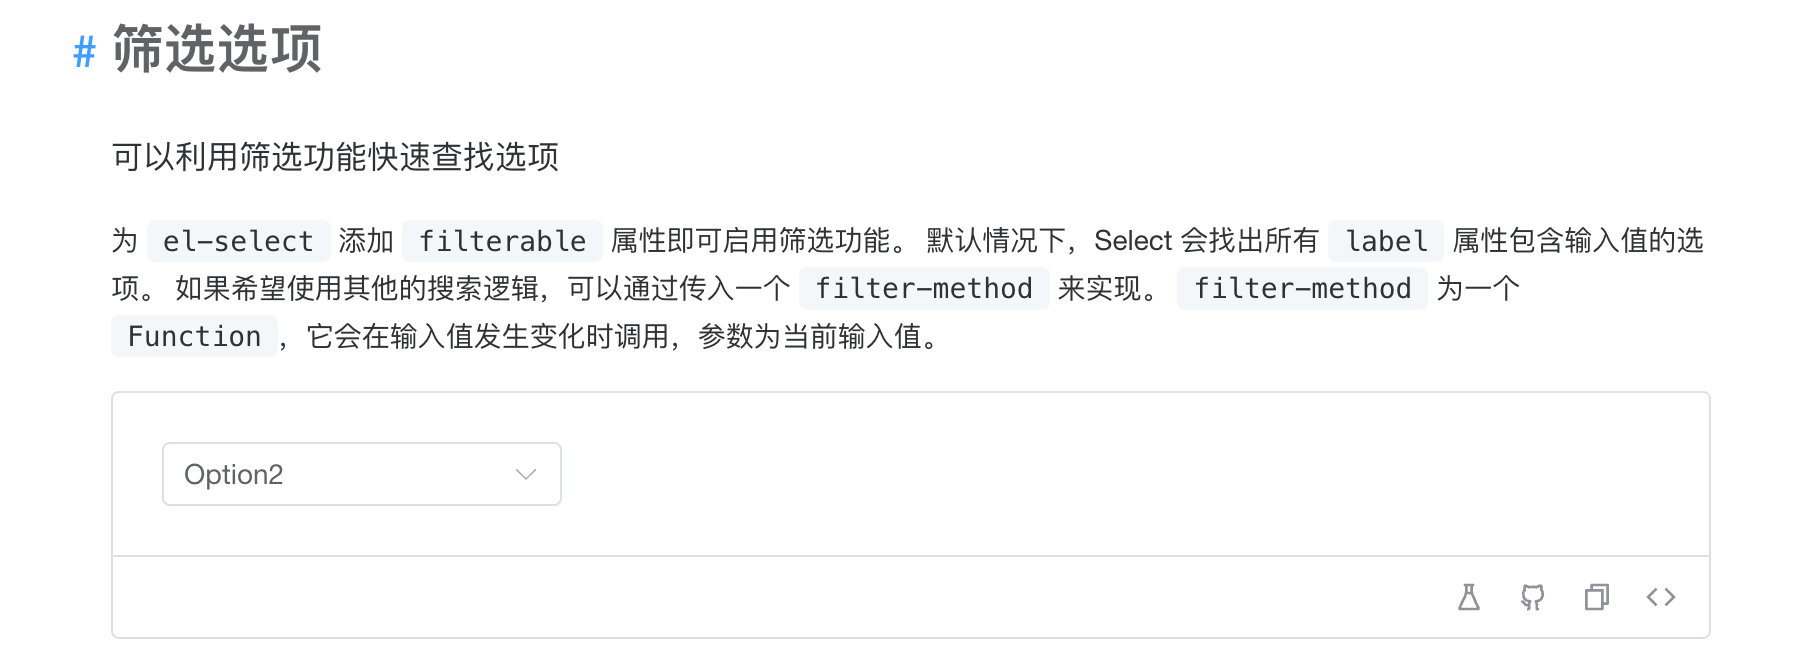 # 筛选选项
可以利用筛选功能快速查找选项
为 el-select 添加 filterable 属性即可启用筛选功能。 默认情况下，Select 会找出所有 label 属性包含输入值的选
项。 如果希望使用其他的搜索逻辑，可以通过传入一个 filter-method 来实现。 filter-method 为一个
Function，它会在输入值发生变化时调用，参数为当前输入值。
Option2